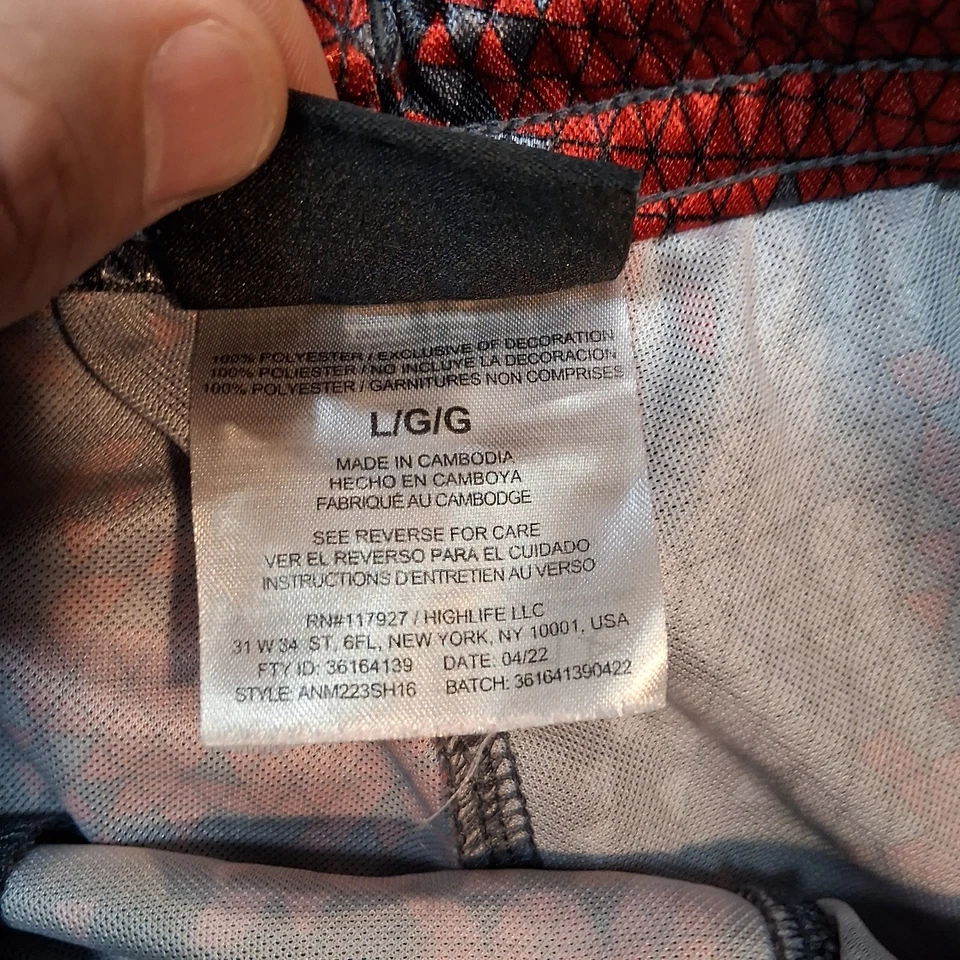 100% POLYESTER / EXCLUSIVE OF DECORATION
100% POLIESTER / NO INCLUYE LA DECORACION
100% POLYESTER / GARNITURES NON COMPRISES
L/G/G
MADE IN CAMBODIA
HECHO EN CAMBOYA
FABRIQUÉ AU CAMBODGE
SEE REVERSE FOR CARE
VER EL REVERSO PARA EL CUIDADO
INSTRUCTIONS D'ENTRETIEN AU VERSO
RN#117927 / HIGHLIFE LLC
31 W 34 ST, 6FL, NEW YORK, NY 10001, USA
FTY ID: 36164139 DATE: 04/22
STYLE: ANM223SH16 BATCH: 361641390422